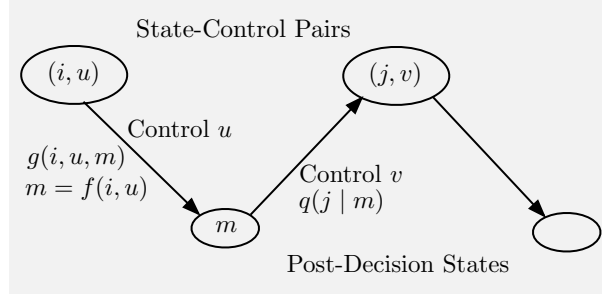 State-Control Pairs
(i, u)
(j, v)
Control u
g(i, u, m)
m = f(i, u)
Control v
q(j | m)
m
Post-Decision States